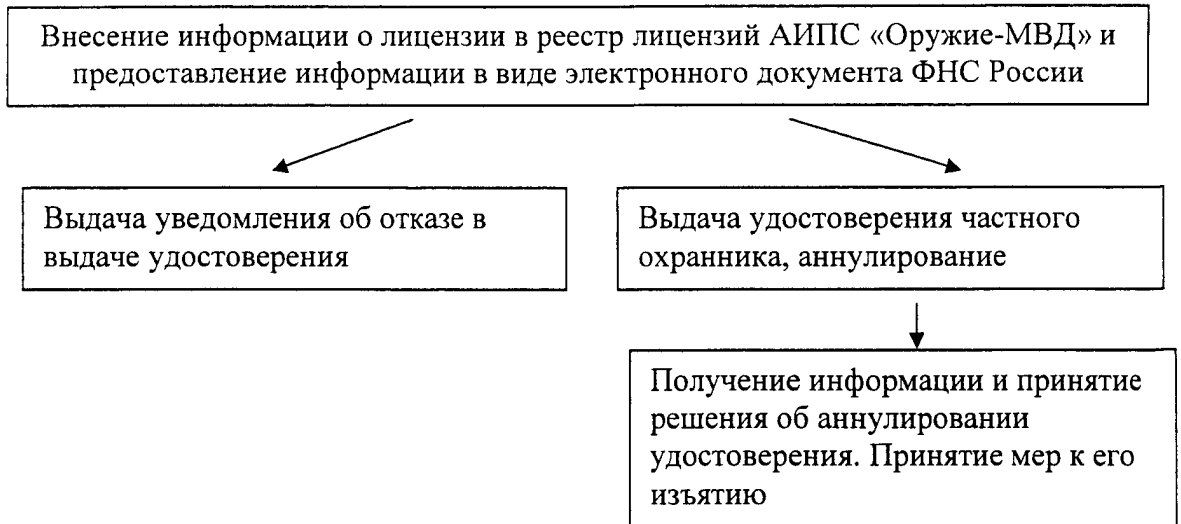 Внесение информации о лицензии в реестр лицензий АИПС «Оружие-МВД» и
предоставление информации в виде электронного документа ФНС России
Выдача уведомления об отказе в
выдаче удостоверения
Выдача удостоверения частного
охранника, аннулирование
Получение информации и принятие
решения об аннулировании
удостоверения. Принятие мер к его
изъятию